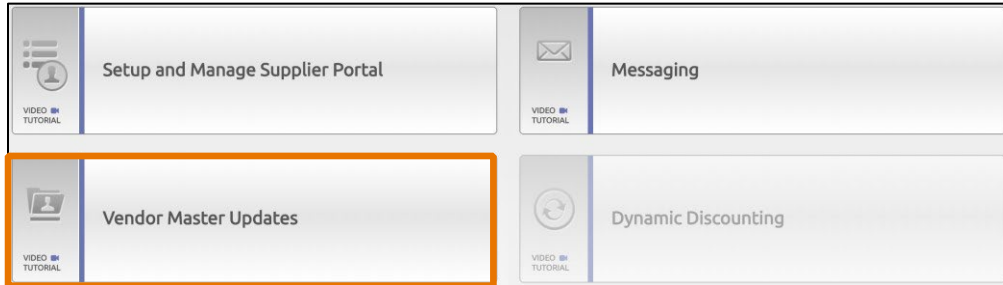 Setup and Manage Supplier Portal
VIDEO
TUTORIAL
Messaging
VIDEO
TUTORIAL
Vendor Master Updates
VIDEO
TUTORIAL
Dynamic Discounting
VIDEO
TUTORIAL